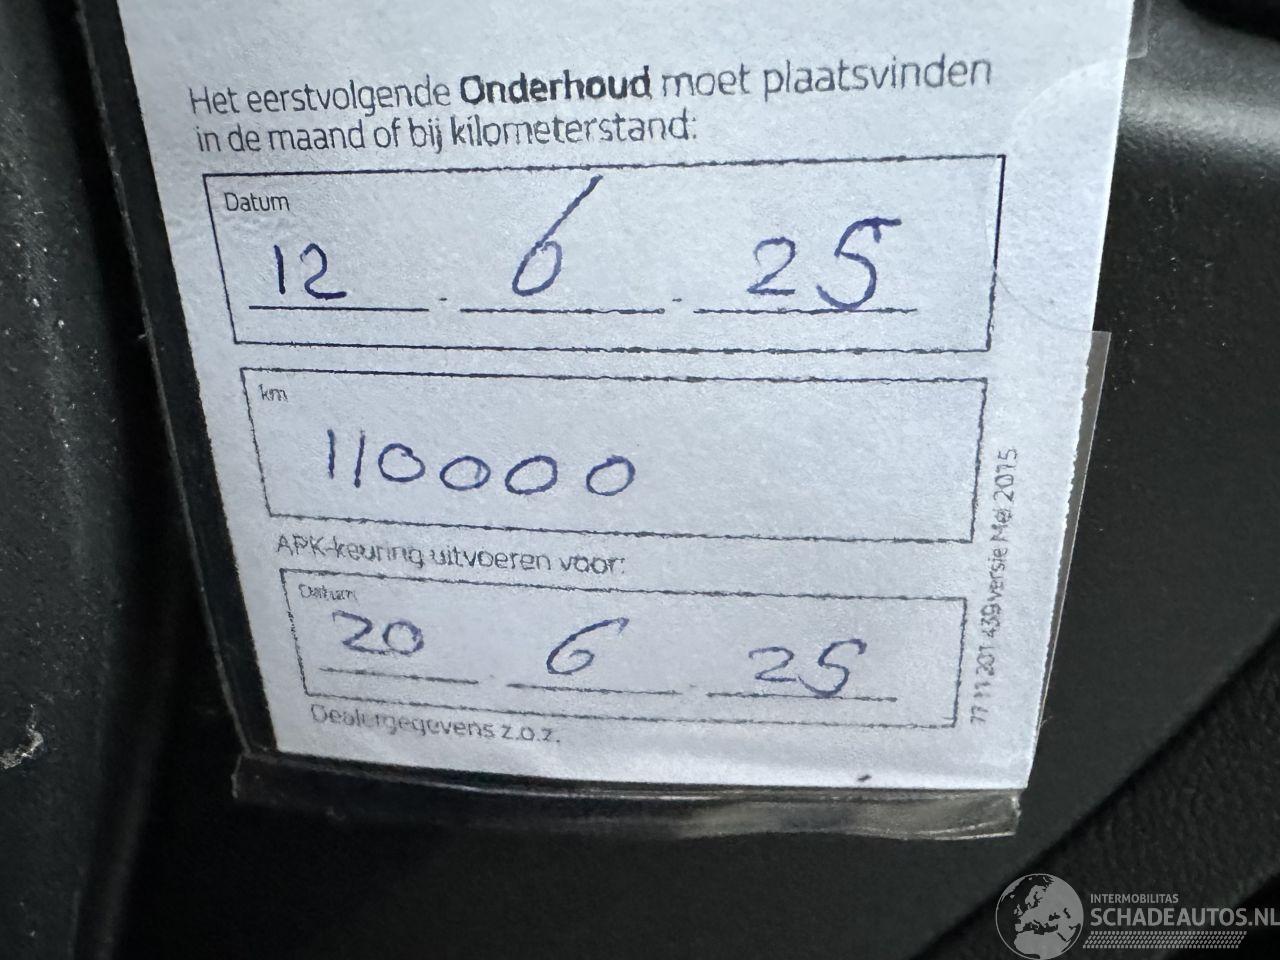 Het eerstvolgende Onderhoud moet plaatsvinden
in de maand of bij kilometerstand:
Datum
12 - 6 - 25
km
110000
APK-keuring uitvoeren voor:
Datum
20 - 6 - 25
Dealergegevens z.o.z.
77 11 201 439 versie Mei 2015
INTERMOBILITAS
SCHADEAUTOS.NL